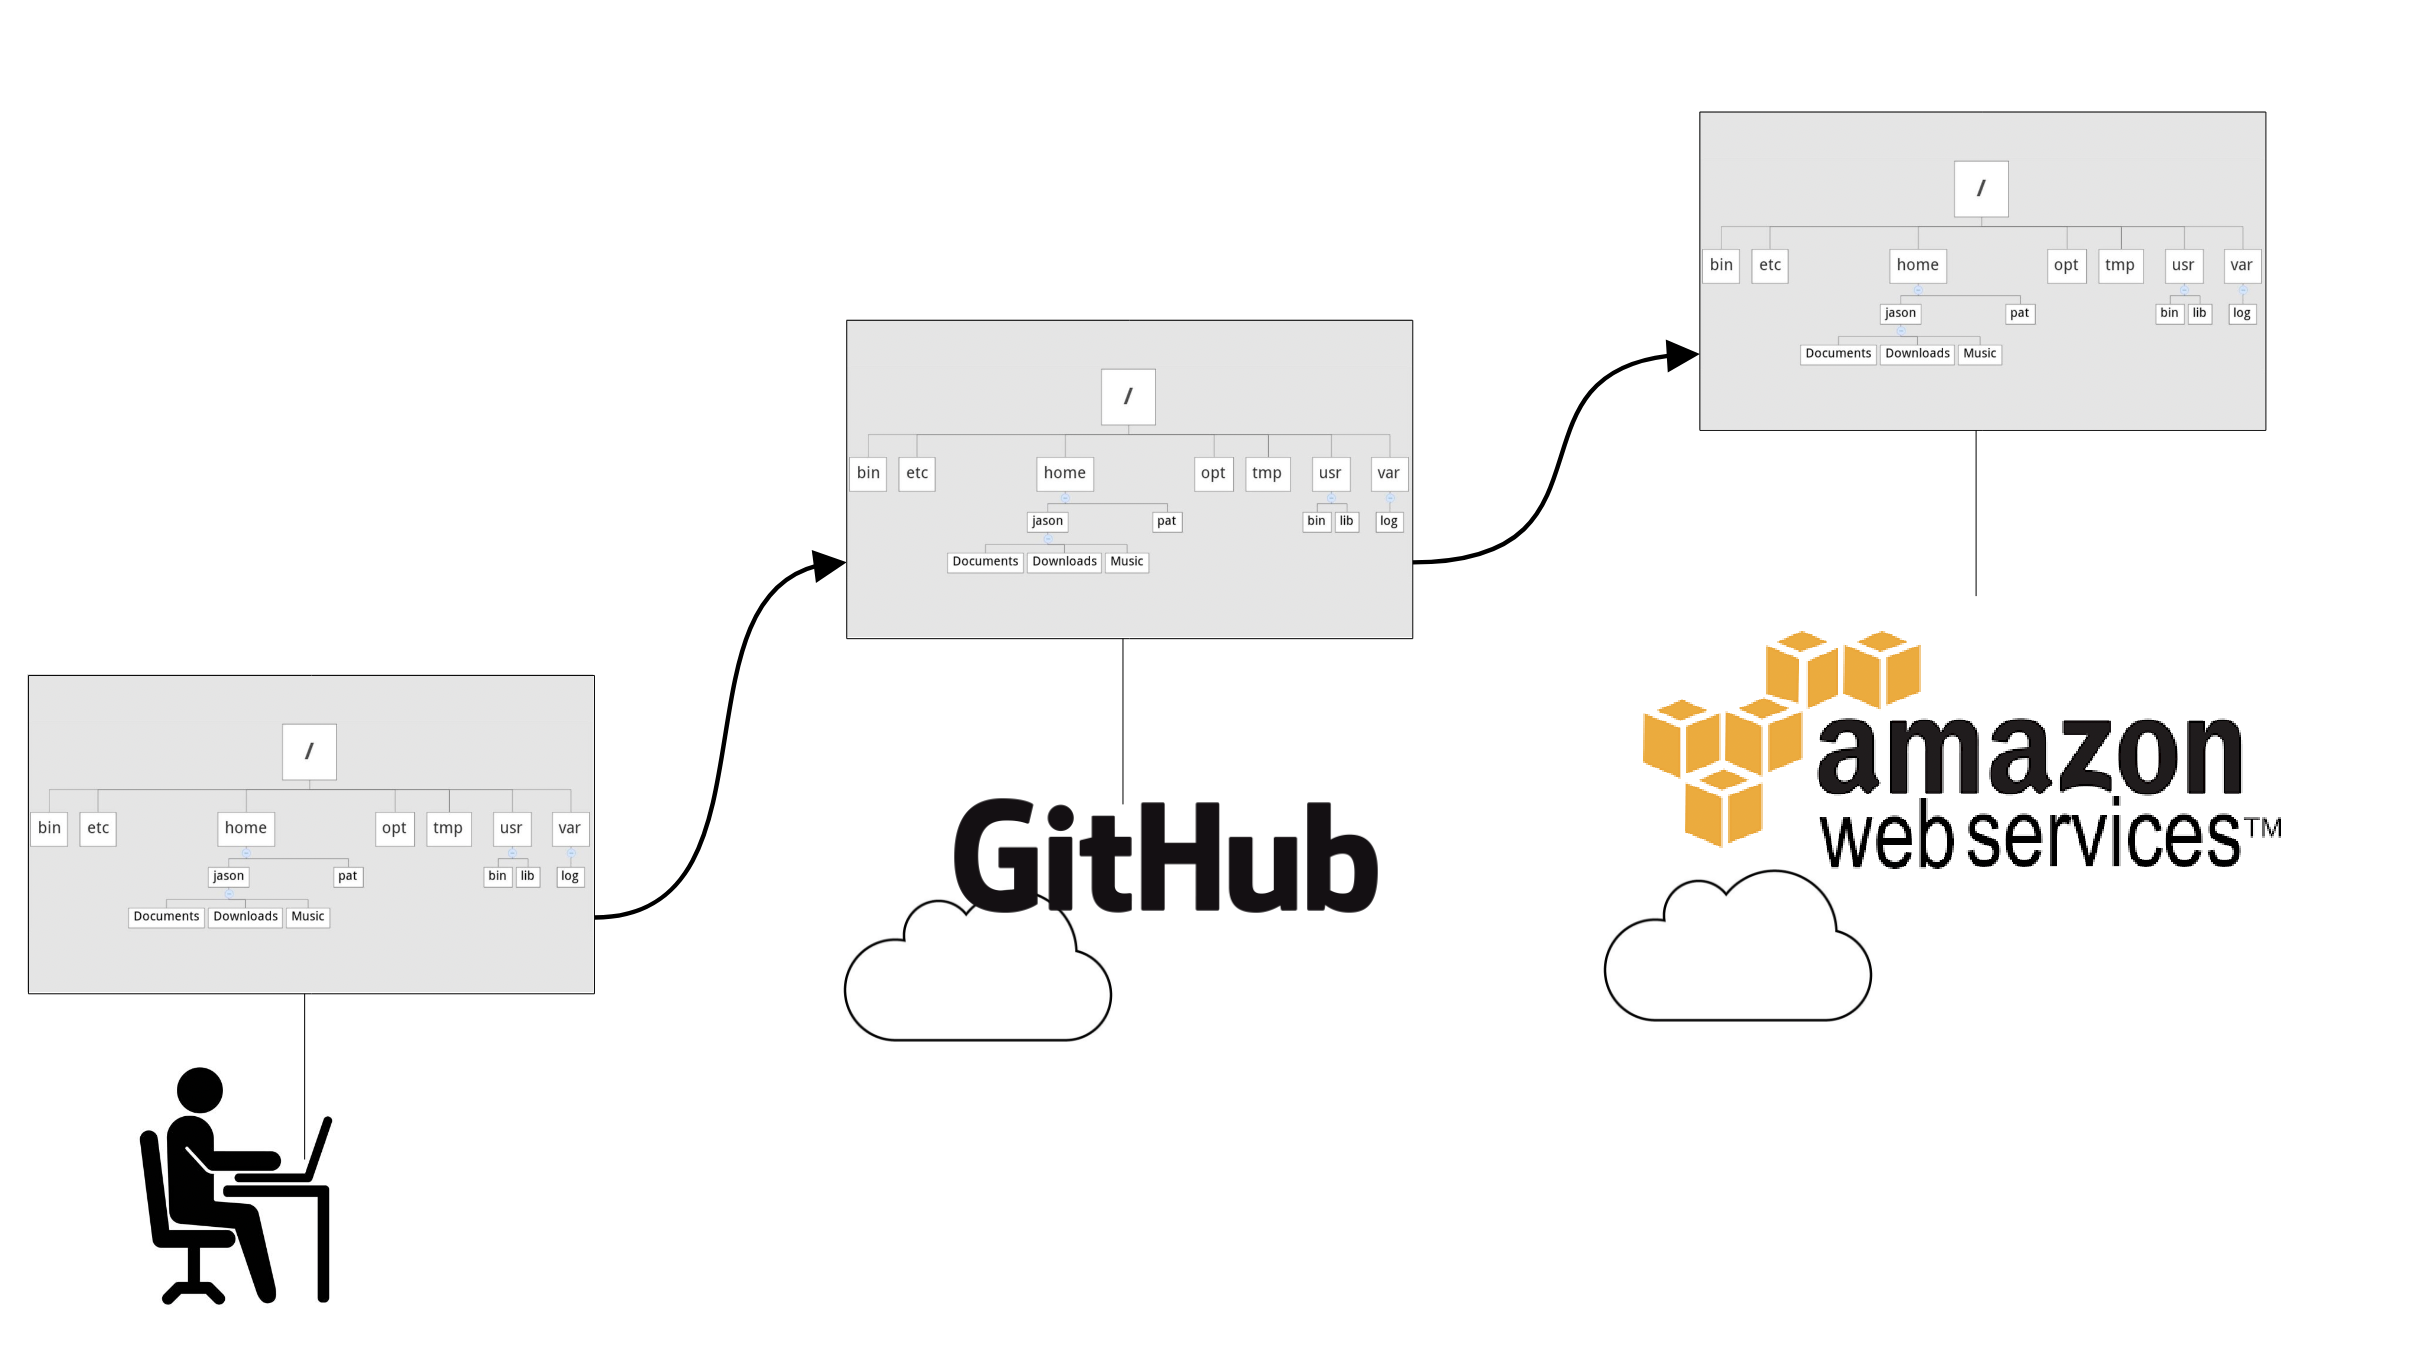 /
bin etc home opt tmp usr var
jason pat bin lib log
Documents Downloads Music
/
bin etc home opt tmp usr var
jason pat bin lib log
Documents Downloads Music
GitHub
/
bin etc home opt tmp usr var
jason pat bin lib log
Documents Downloads Music
amazon
web services™